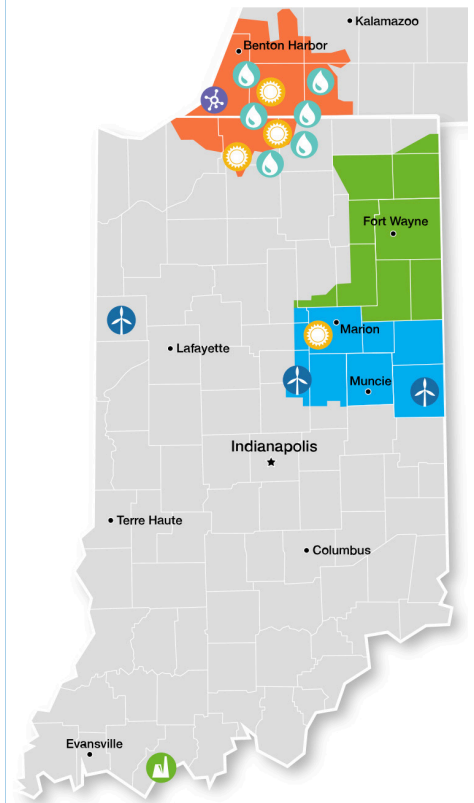 Kalamazoo
Benton Harbor
Fort Wayne
Marion
Lafayette
Muncie
Indianapolis
Terre Haute
Columbus
Evansville